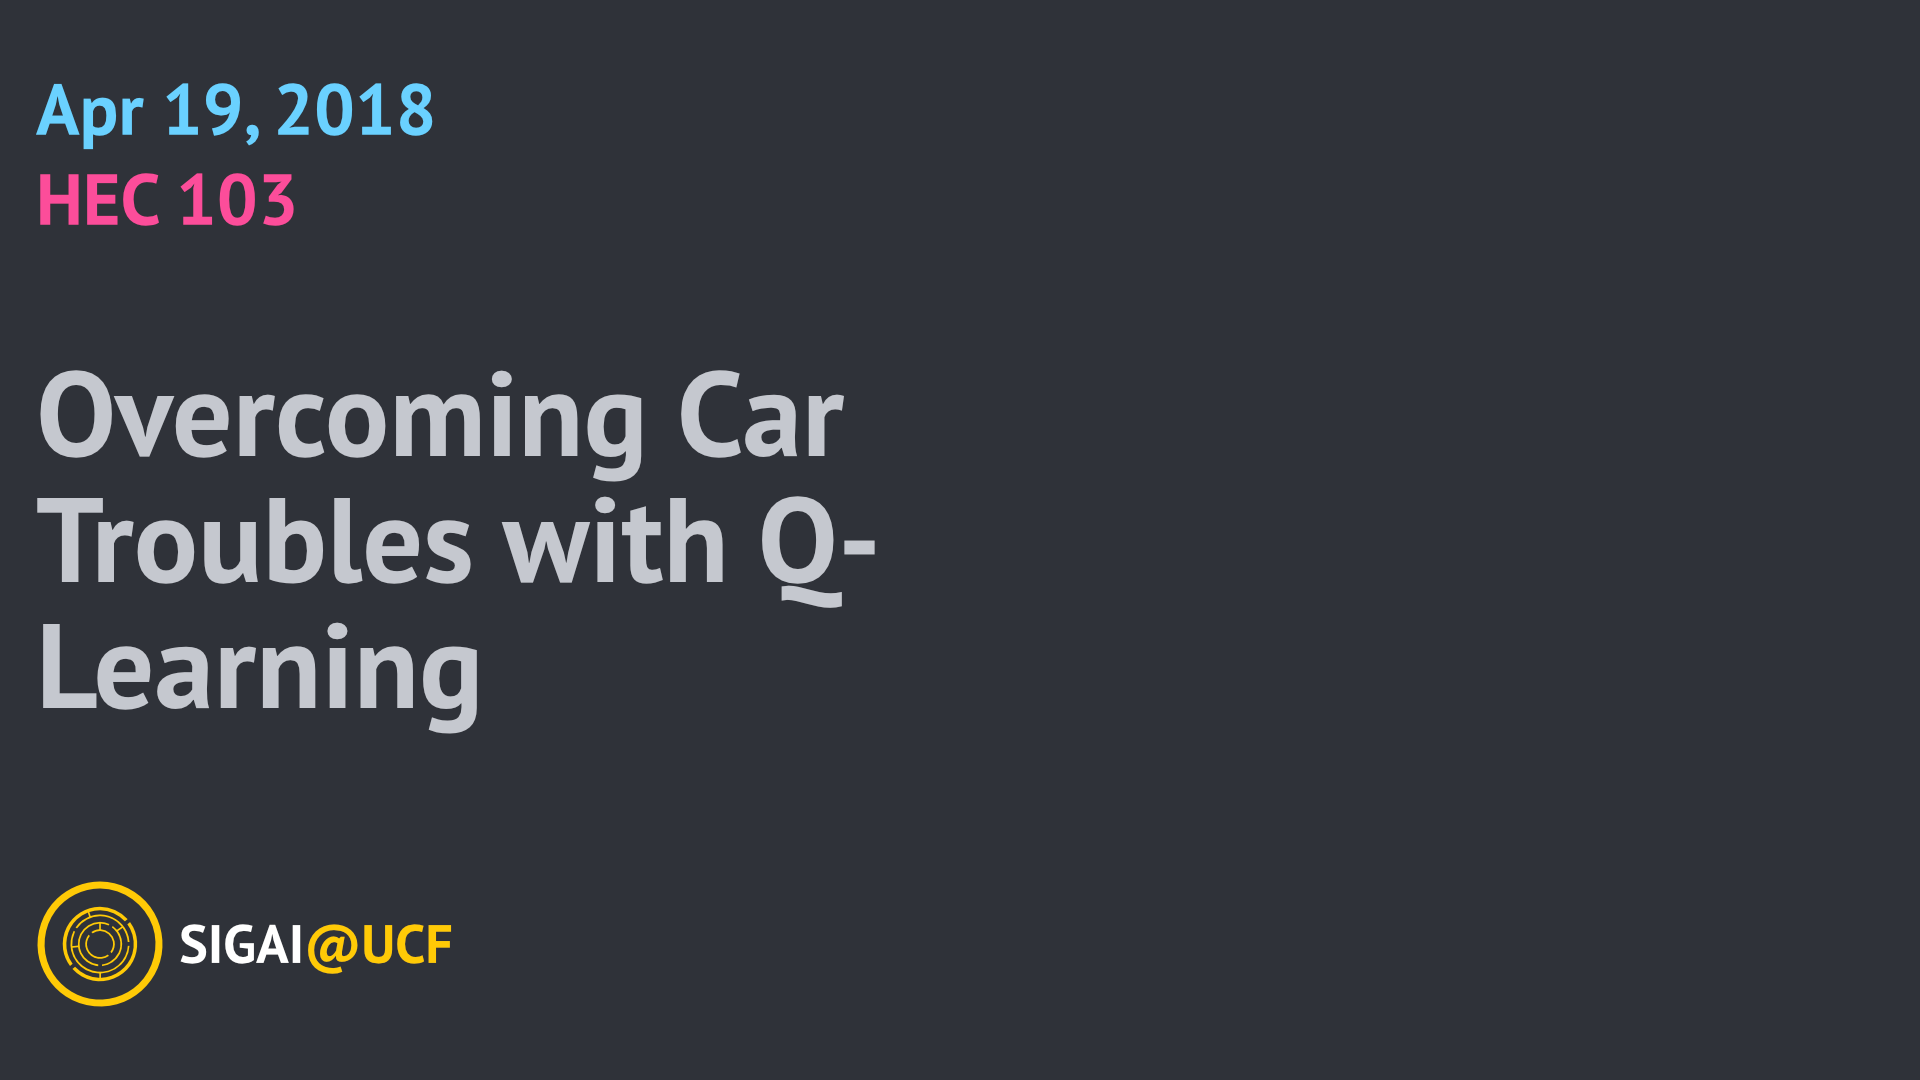 Apr 19, 2018
HEC 103
Overcoming Car
Troubles with Q-
Learning
SIGAI@UCF